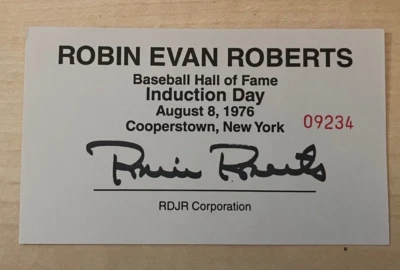 ROBIN EVAN ROBERTS
Baseball Hall of Fame
Induction Day
August 8, 1976
Cooperstown, New York
09234
Robin Roberts
RDJR Corporation